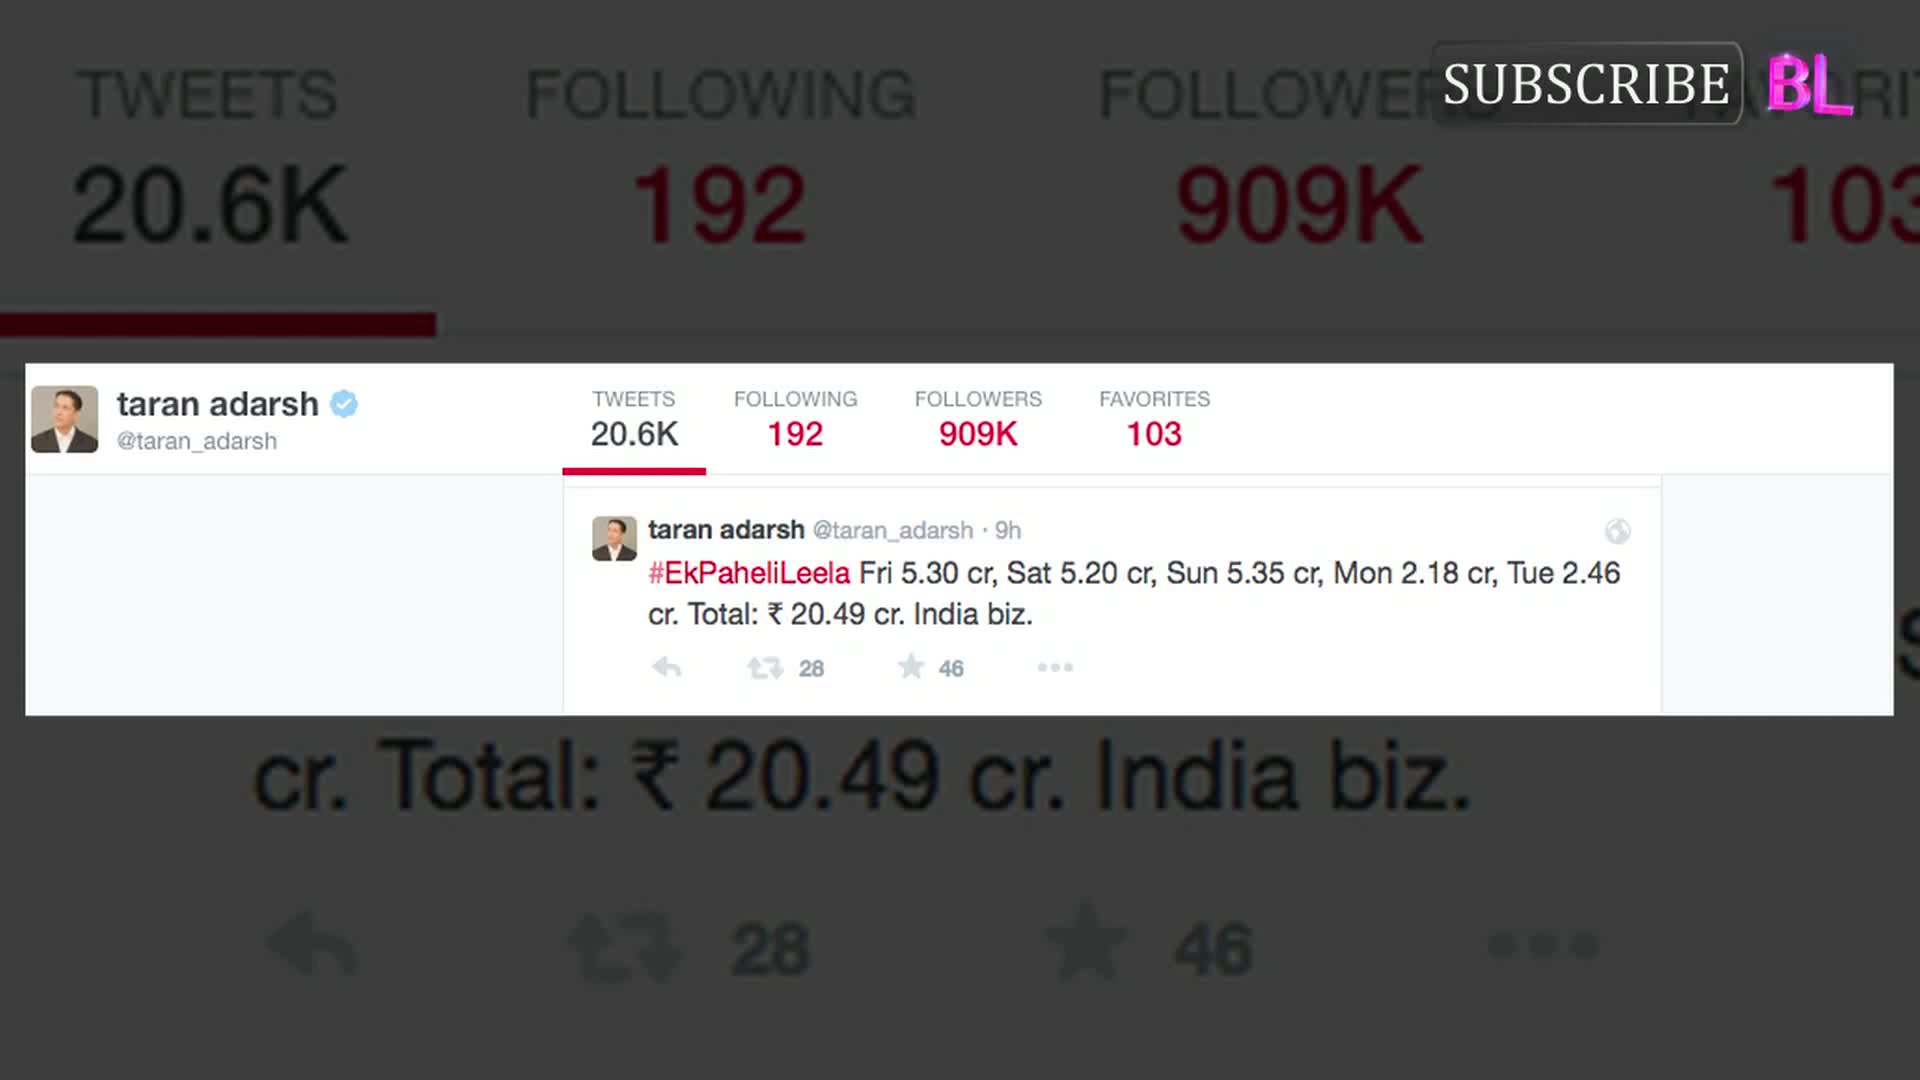 TWEETS FOLLOWING FOLLOWER
SUBSCRIBE BL
20.6K 192 909K 103
taran adarsh
@taran_adarsh
TWEETS FOLLOWING FOLLOWERS FAVORITES
20.6K 192 909K 103
taran adarsh @taran_adarsh · 9h
#EkPaheliLeela Fri 5.30 cr, Sat 5.20 cr, Sun 5.35 cr, Mon 2.18 cr, Tue 2.46
cr. Total: ₹ 20.49 cr. India biz.
28 46
cr. Total: ₹ 20.49 cr. India biz.
28 46